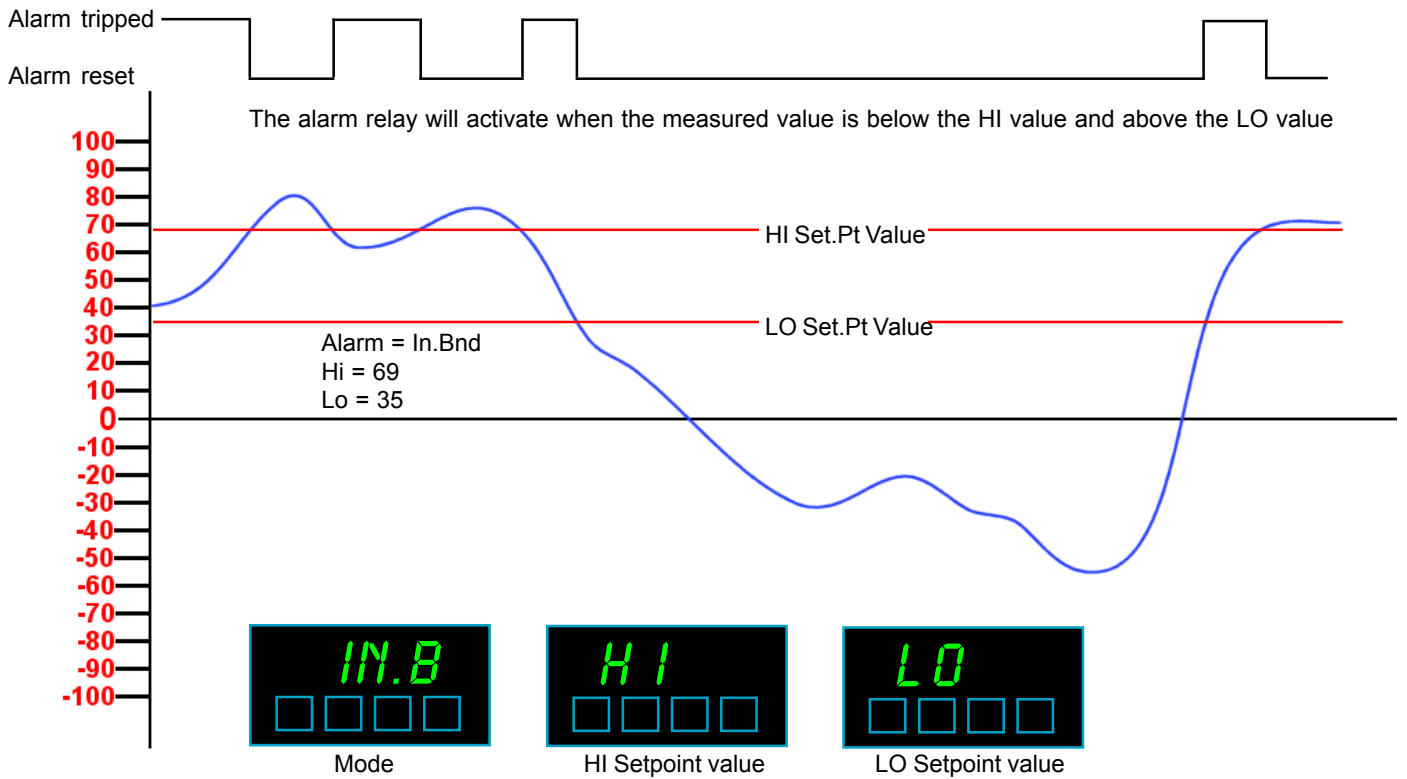 Alarm tripped
Alarm reset
The alarm relay will activate when the measured value is below the HI value and above the LO value
100
90
80
70
60
50
40
30
20
10
0
-10
-20
-30
-40
-50
-60
-70
-80
-90
-100
HI Set.Pt Value
LO Set.Pt Value
Alarm = In.Bnd
Hi = 69
Lo = 35
IN.B
HI
LO
Mode
HI Setpoint value
LO Setpoint value